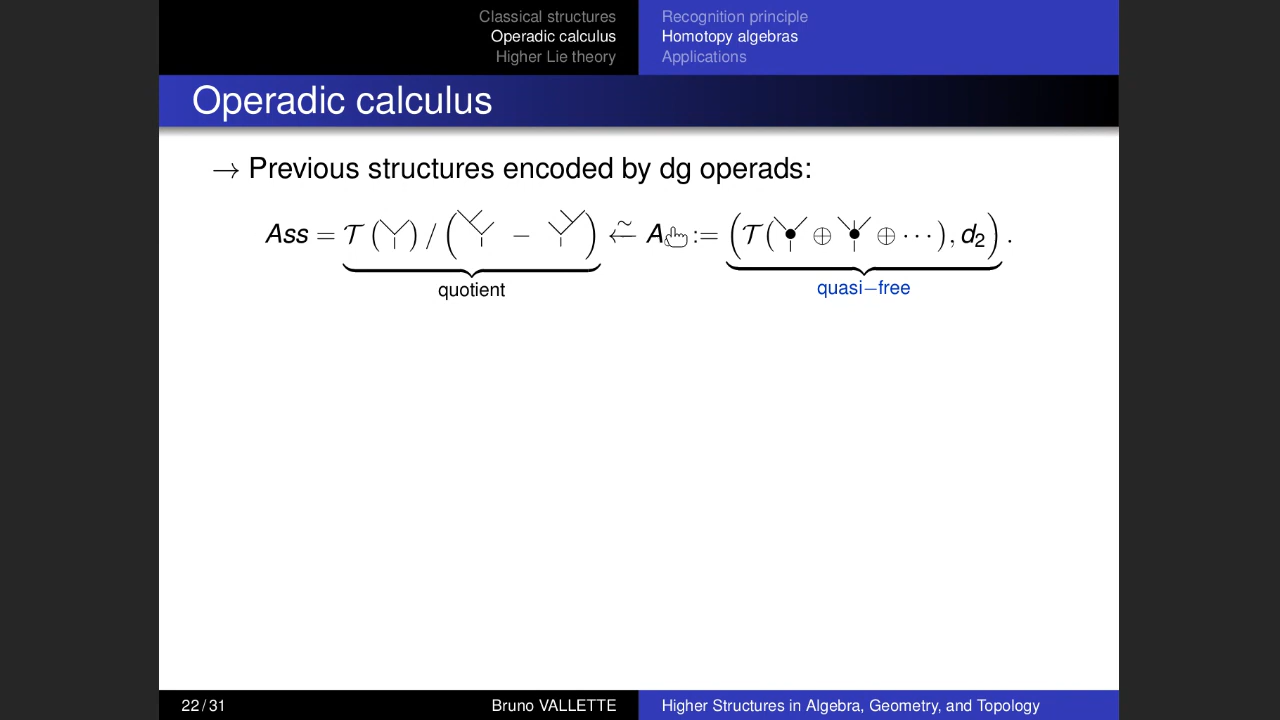 Classical structures
Operadic calculus
Higher Lie theory
Recognition principle
Homotopy algebras
Applications
Operadic calculus
→ Previous structures encoded by dg operads:
Ass = 𝒯 ( ) / ( − ) ←~ A := ( 𝒯 ( ⊕ ⊕ ⋯ ) , d₂ ) .
quotient
quasi−free
22 / 31
Bruno VALLETTE
Higher Structures in Algebra, Geometry, and Topology